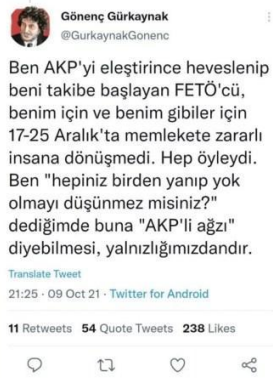 Gönenç Gürkaynak
@GurkaynakGonenc
Ben AKP'yi eleştirince heveslenip
beni takibe başlayan FETÖ'cü,
benim için ve benim gibiler için
17-25 Aralık'ta memlekete zararlı
insana dönüşmedi. Hep öyleydi.
Ben "hepiniz birden yanıp yok
olmayı düşünmez misiniz?"
dediğimde buna "AKP'li ağzı"
diyebilmesi, yalnızlığımızdandır.
Translate Tweet
21:25 · 09 Oct 21 · Twitter for Android
11 Retweets 54 Quote Tweets 238 Likes